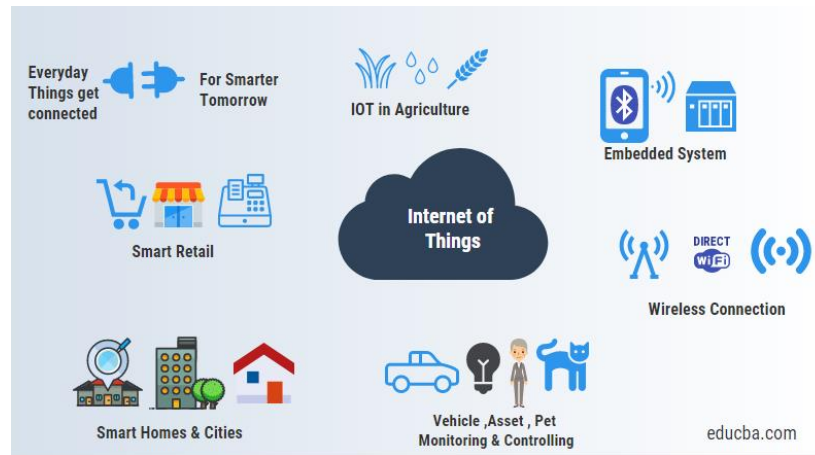 Everyday
Things get
connected
For Smarter
Tomorrow
IOT in Agriculture
Embedded System
Internet of
Things
Smart Retail
DIRECT
WiFi
Wireless Connection
Smart Homes & Cities
Vehicle ,Asset , Pet
Monitoring & Controlling
educba.com